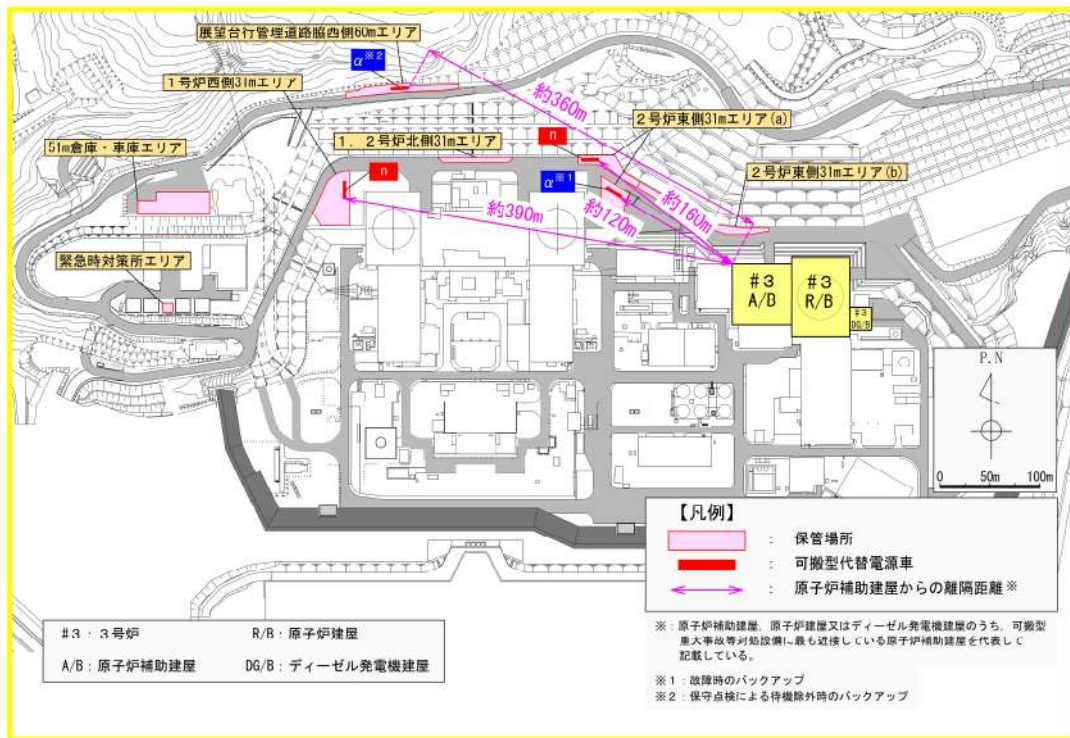 展望台行管理道路脇西側60mエリア
α※2
1号炉西側31mエリア
約360m
2号炉東側31mエリア(a)
n
1．2号炉北側31mエリア
51m倉庫・車庫エリア
n
α※1
2号炉東側31mエリア(b)
約390m
約120m
約160m
緊急時対策所エリア
#3
A/B
#3
R/B
#3
DG/B
P.N
0 50m 100m
【凡例】
： 保管場所
： 可搬型代替電源車
： 原子炉補助建屋からの離隔距離※
#3：3号炉 R/B：原子炉建屋
A/B：原子炉補助建屋 DG/B：ディーゼル発電機建屋
※：原子炉補助建屋，原子炉建屋又はディーゼル発電機建屋のうち，可搬型
重大事故等対処設備に最も近接している原子炉補助建屋を代表して
記載している。
※1：故障時のバックアップ
※2：保守点検による待機除外時のバックアップ